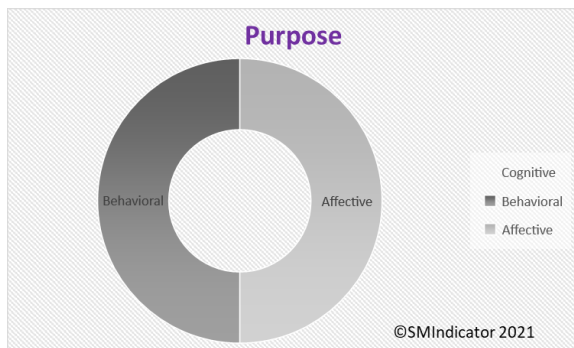 Purpose
Behavioral
Affective
Cognitive
Behavioral
Affective
©SMIndicator 2021